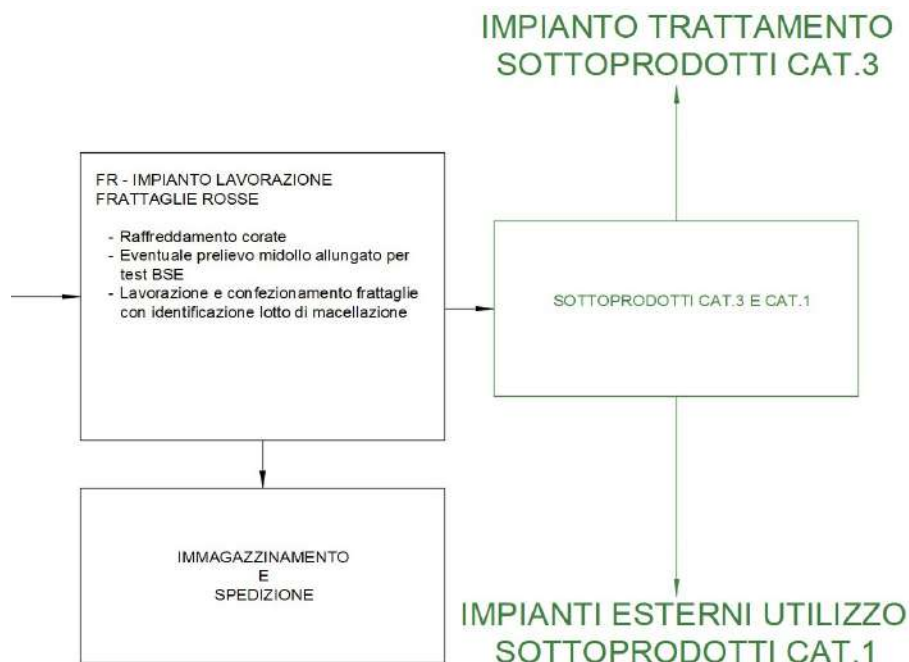 IMPIANTO TRATTAMENTO
SOTTOPRODOTTI CAT.3
FR - IMPIANTO LAVORAZIONE
FRATTAGLIE ROSSE
- Raffreddamento corate
- Eventuale prelievo midollo allungato per
test BSE
- Lavorazione e confezionamento frattaglie
con identificazione lotto di macellazione
SOTTOPRODOTTI CAT.3 E CAT.1
IMMAGAZZINAMENTO
E
SPEDIZIONE
IMPIANTI ESTERNI UTILIZZO
SOTTOPRODOTTI CAT.1